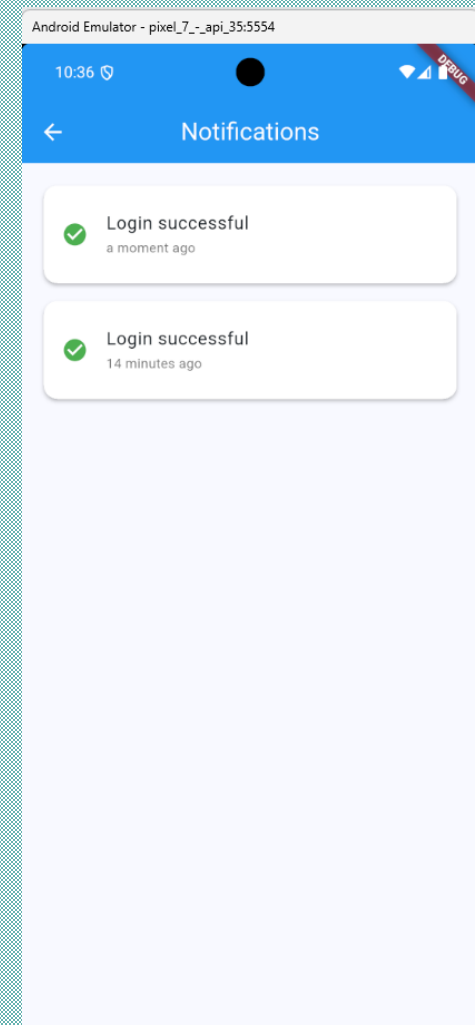 Android Emulator - pixel_7_-_api_35:5554
10:36
DEBUG
Notifications
Login successful
a moment ago
Login successful
14 minutes ago